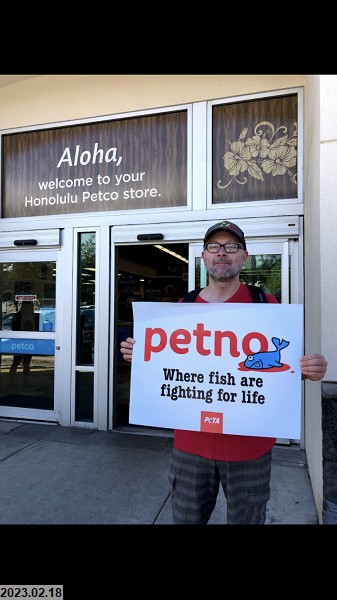 Aloha,
welcome to your
Honolulu Petco store.
petco
petno
Where fish are
fighting for life
PETA
2023.02.18